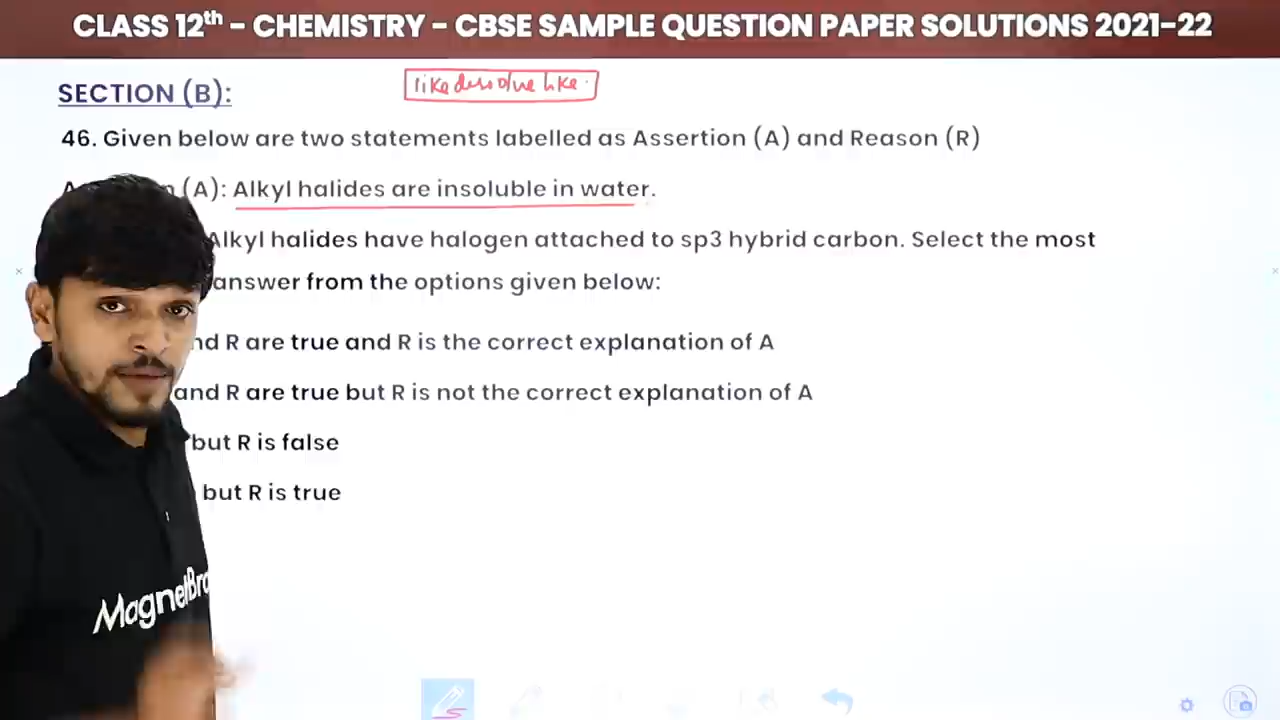 CLASS 12th - CHEMISTRY - CBSE SAMPLE QUESTION PAPER SOLUTIONS 2021-22
SECTION (B):
like dissolve like
46. Given below are two statements labelled as Assertion (A) and Reason (R)
(A): Alkyl halides are insoluble in water.
Alkyl halides have halogen attached to sp3 hybrid carbon. Select the most
answer from the options given below:
R are true and R is the correct explanation of A
and R are true but R is not the correct explanation of A
but R is false
but R is true